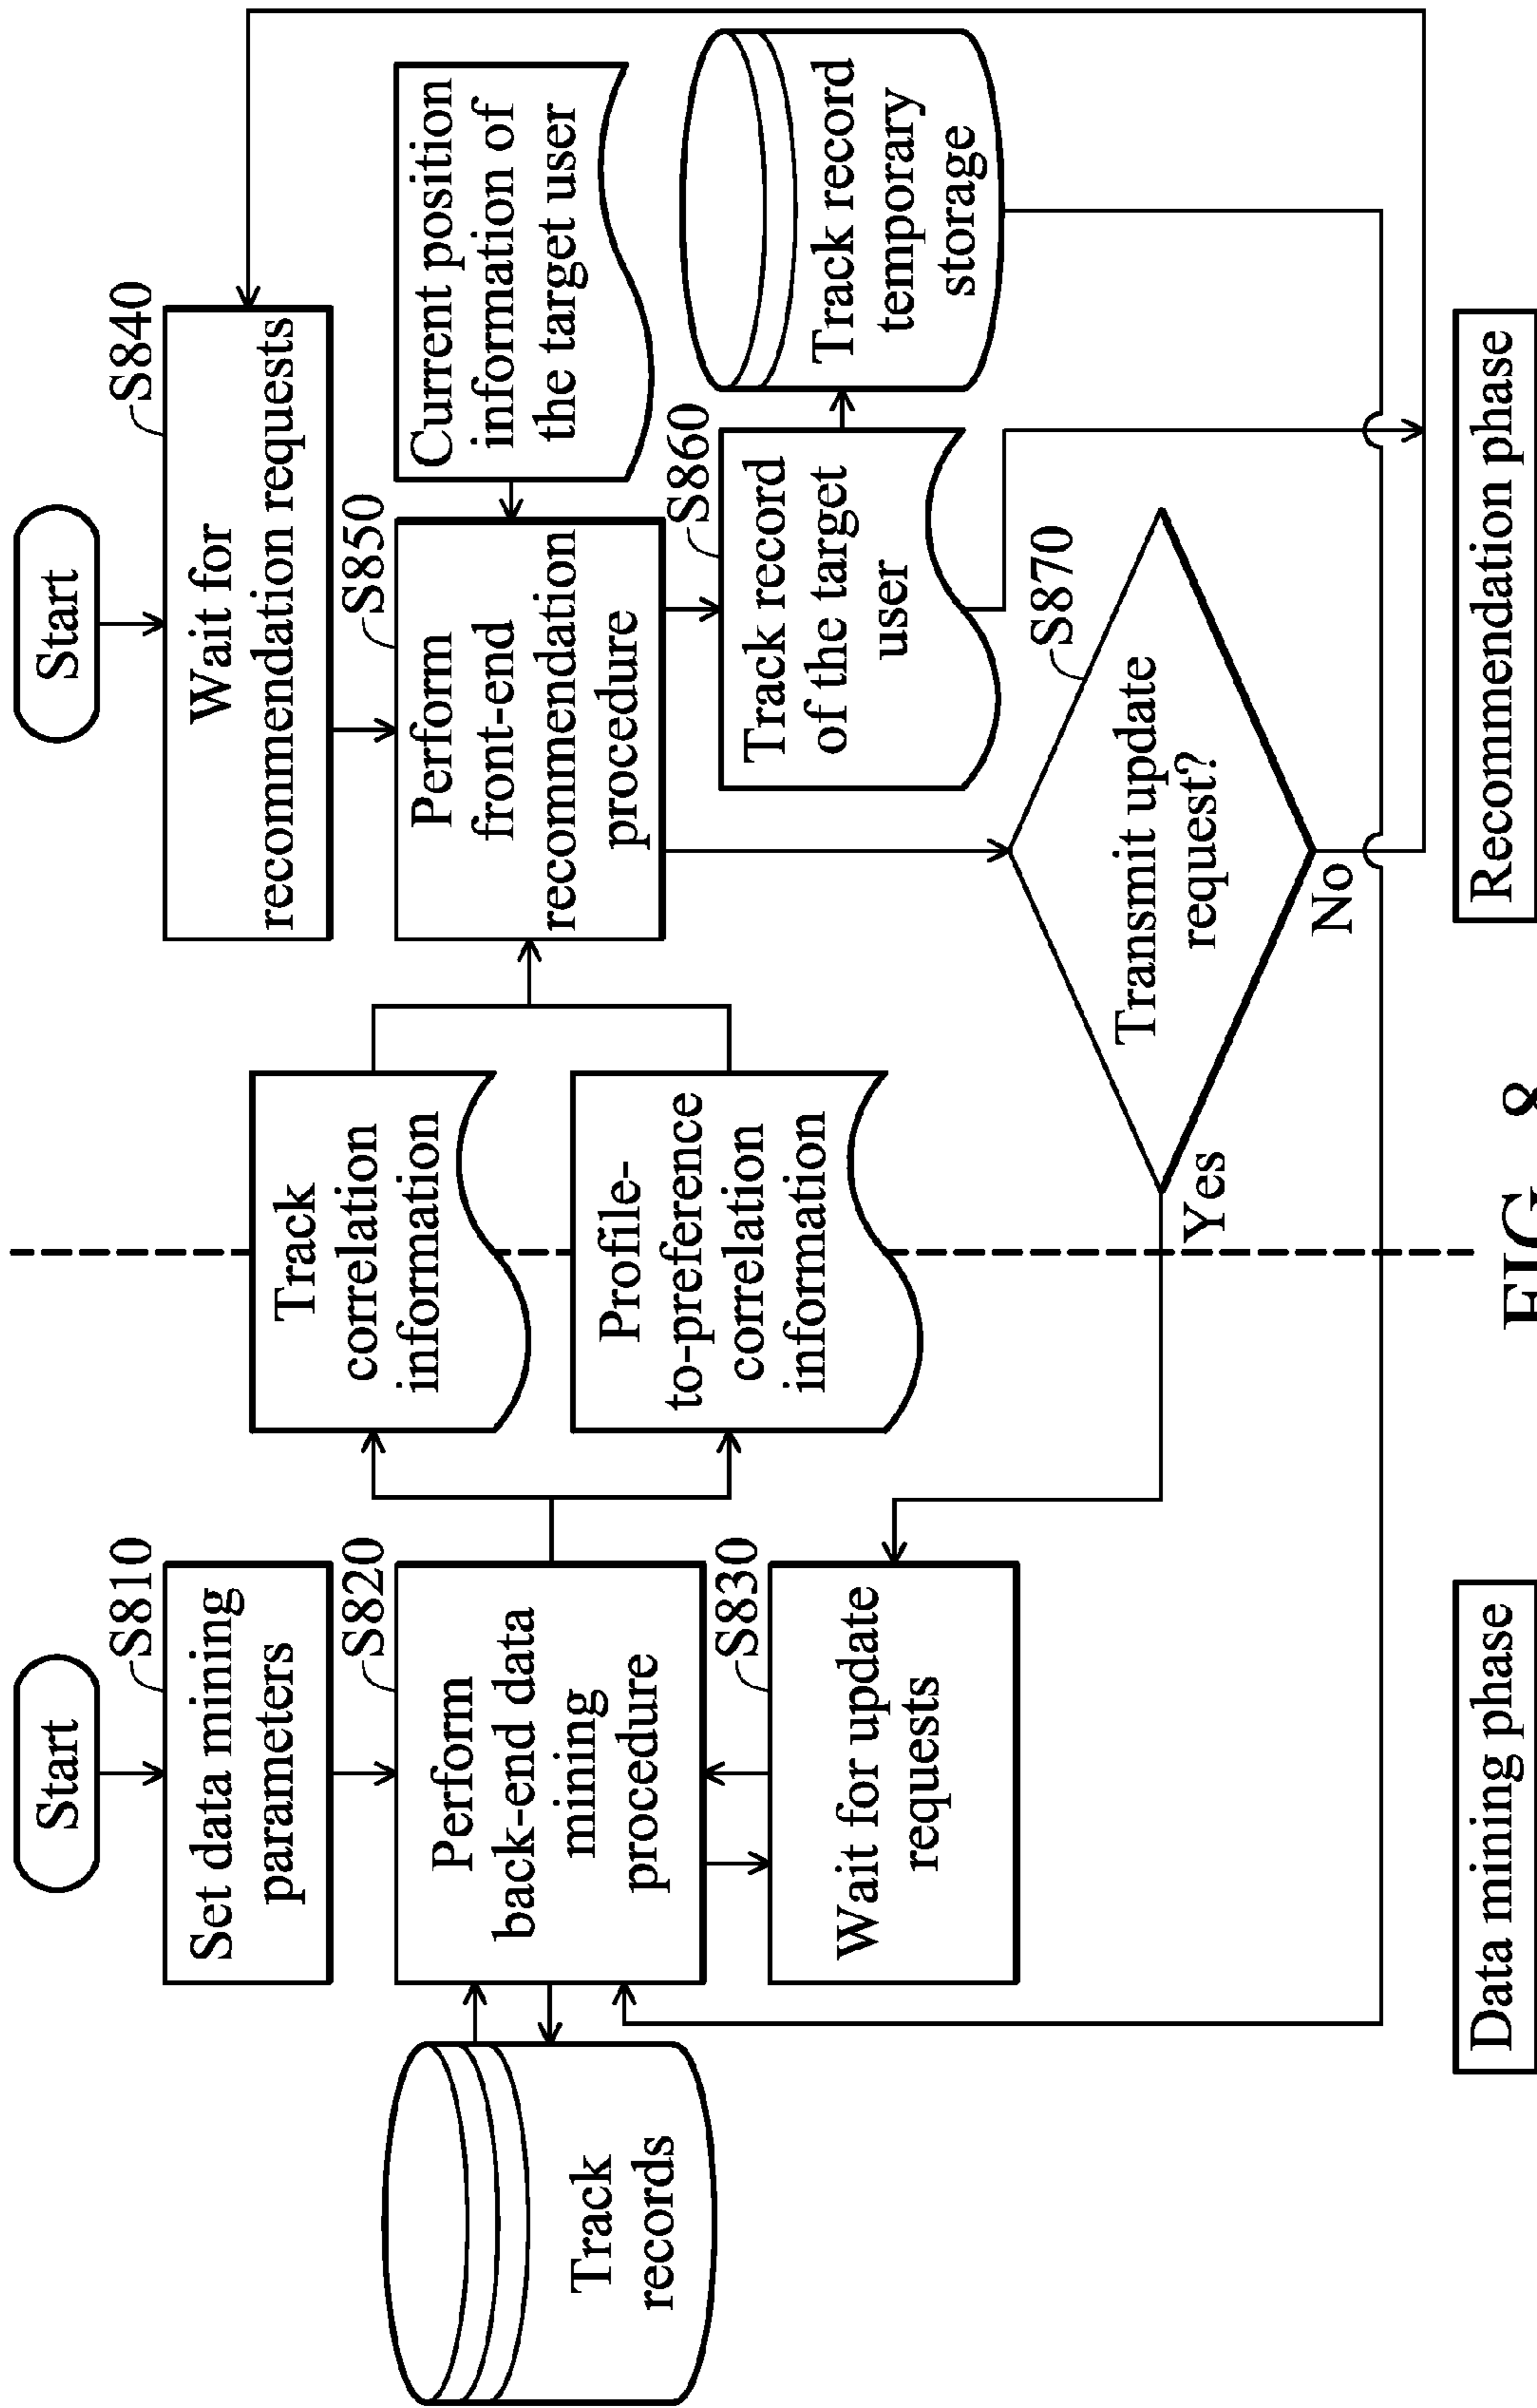 Start
S810
Set data mining
parameters
S820
Perform
back-end data
mining
procedure
Track
records
S830
Wait for update
requests
Track
correlation
information
Profile-
to-preference
correlation
information
Start
S840
Wait for
recommendation requests
S850
Perform
front-end
recommendation
procedure
Current position
information of
the target user
S860
Track record
of the target
user
Track record
temporary
storage
S870
Transmit update
request?
Yes
No
Data mining phase
Recommendation phase
FIG. 8